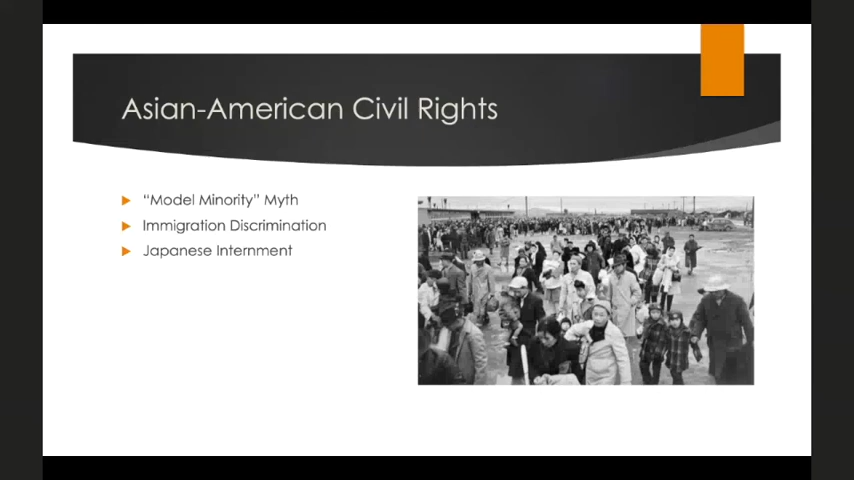 Asian-American Civil Rights
“Model Minority” Myth
Immigration Discrimination
Japanese Internment